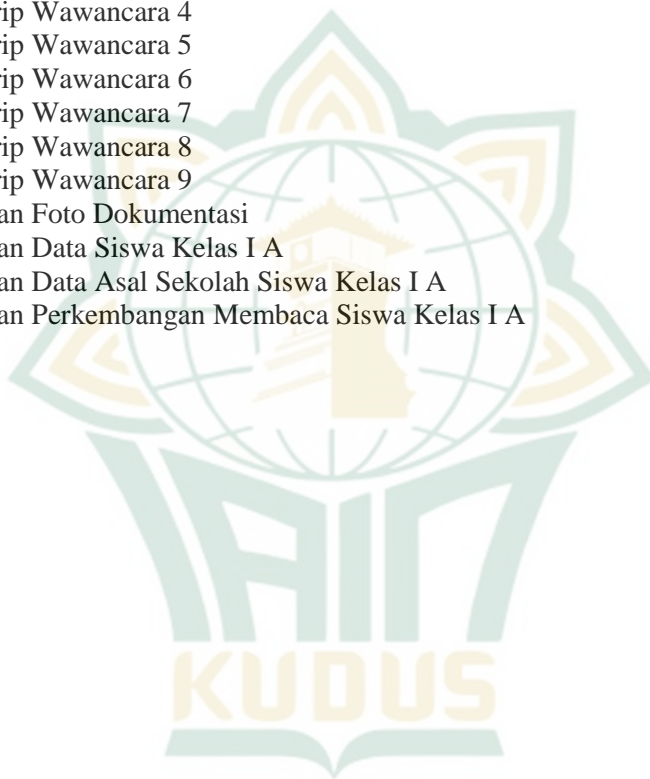 rip Wawancara 4
rip Wawancara 5
rip Wawancara 6
rip Wawancara 7
rip Wawancara 8
rip Wawancara 9
an Foto Dokumentasi
an Data Siswa Kelas I A
an Data Asal Sekolah Siswa Kelas I A
an Perkembangan Membaca Siswa Kelas I A
IAIN
KUDUS